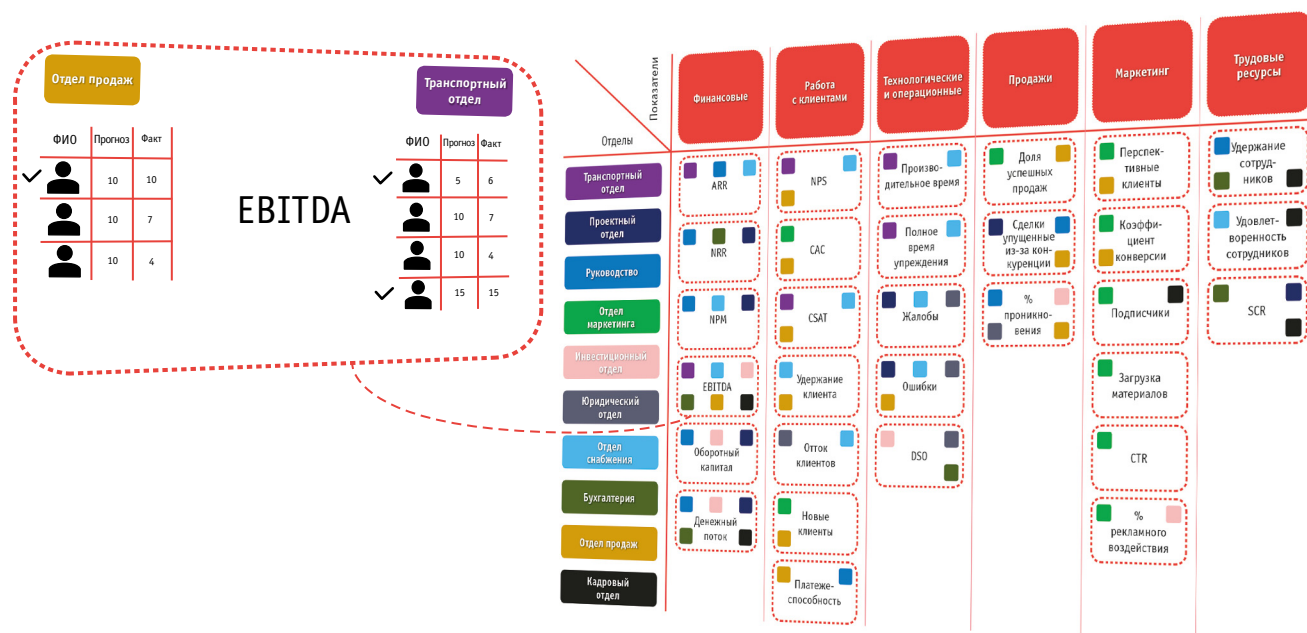 Отдел продаж
ФИО
Прогноз
Факт
10
10
10
7
10
4
EBITDA
Транспортный
отдел
ФИО
Прогноз
Факт
5
6
10
7
10
4
15
15
Показатели
Отделы
Финансовые
Работа
с клиентами
Технологические
и операционные
Продажи
Маркетинг
Трудовые
ресурсы
Транспортный
отдел
Проектный
отдел
Руководство
Отдел
маркетинга
Инвестиционный
отдел
Юридический
отдел
Отдел
снабжения
Бухгалтерия
Отдел продаж
Кадровый
отдел
ARR
NRR
NPM
EBITDA
Оборотный
капитал
Денежный
поток
NPS
CAC
CSAT
Удержание
клиента
Отток
клиентов
Новые
клиенты
Платеже-
способность
Произво-
дительное время
Полное
время
упреждения
Жалобы
Ошибки
DSO
Доля
успешных
продаж
Сделки
упущенные
из-за кон-
куренции
%
проникно-
вения
Перспек-
тивные
клиенты
Коэффи-
циент
конверсии
Подписчики
Загрузка
материалов
CTR
%
рекламного
воздействия
Удержание
сотруд-
ников
Удовлет-
воренность
сотрудников
SCR